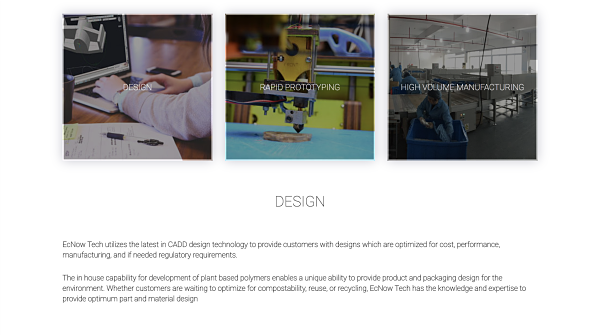 DESIGN
RAPID PROTOTYPING
HIGH VOLUME MANUFACTURING
DESIGN
EcNow Tech utilizes the latest in CADD design technology to provide customers with designs which are optimized for cost, performance,
manufacturing, and if needed regulatory requirements.
The in house capability for development of plant based polymers enables a unique ability to provide product and packaging design for the
environment. Whether customers are waiting to optimize for compostability, reuse, or recycling, EcNow Tech has the knowledge and expertise to
provide optimum part and material design